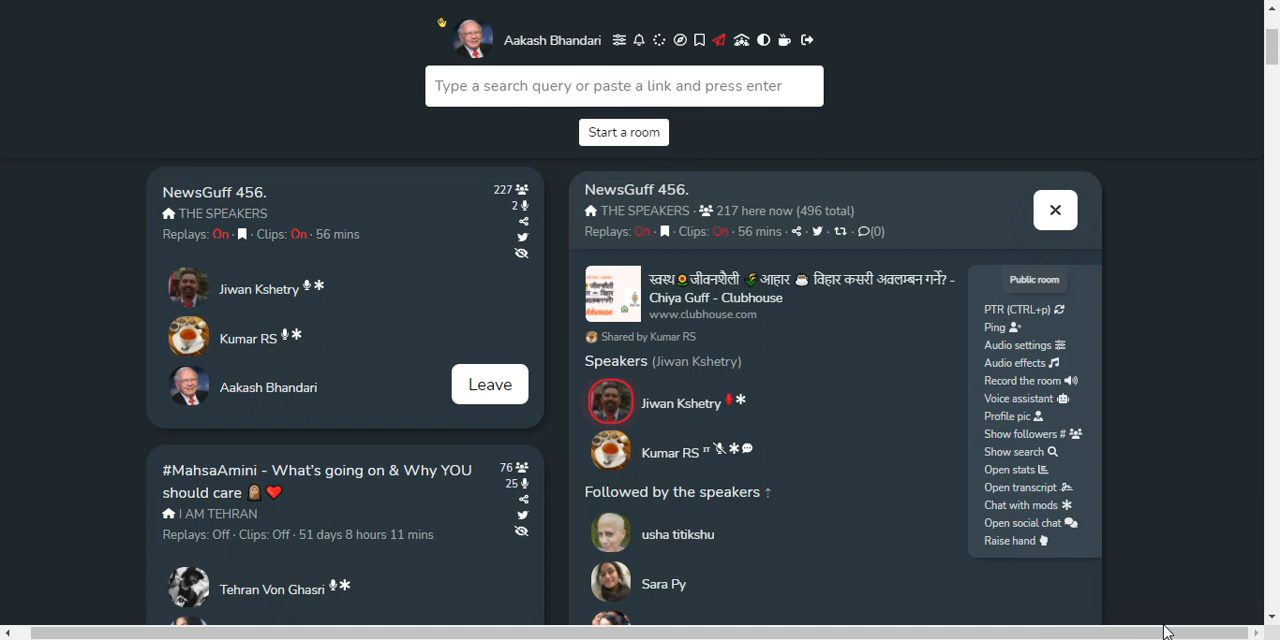 Aakash Bhandari
Type a search query or paste a link and press enter
Start a room
NewsGuff 456.
THE SPEAKERS
Replays: On · Clips: On · 56 mins
227
2
Jiwan Kshetry
Kumar RS
Aakash Bhandari
Leave
#MahsaAmini - What's going on & Why YOU
should care
I AM TEHRAN
Replays: Off · Clips: Off · 51 days 8 hours 11 mins
76
25
Tehran Von Ghasri
NewsGuff 456.
THE SPEAKERS · 217 here now (496 total)
Replays: On · Clips: On · 56 mins · (0)
स्वस्थ🌻जीवनशैली 🌿आहार ☕ विहार कसरी अवलम्बन गर्ने? -
Chiya Guff - Clubhouse
www.clubhouse.com
Shared by Kumar RS
Speakers (Jiwan Kshetry)
Jiwan Kshetry
Kumar RS
Followed by the speakers ↑
usha titikshu
Sara Py
Public room
PTR (CTRL+p)
Ping
Audio settings
Audio effects
Record the room
Voice assistant
Profile pic
Show followers #
Show search
Open stats
Open transcript
Chat with mods
Open social chat
Raise hand